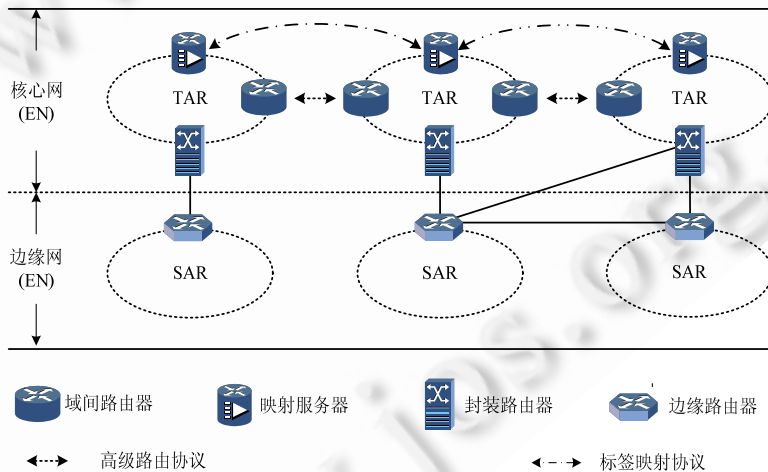 核心网
(EN)
TAR
TAR
TAR
边缘网
(EN)
SAR
SAR
SAR
域间路由器
映射服务器
封装路由器
边缘路由器
高级路由协议
标签映射协议